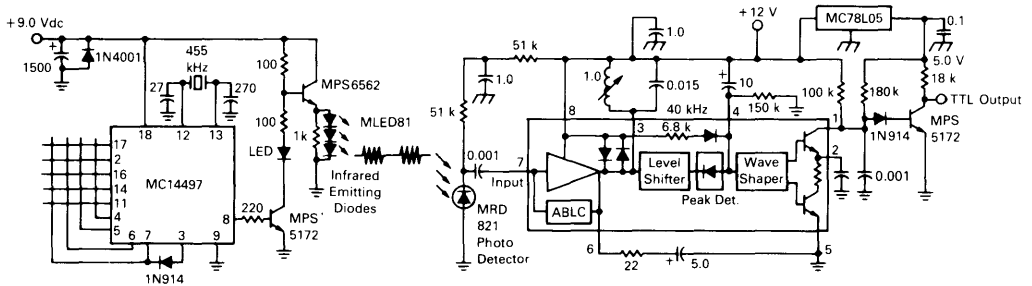 +9.0 Vdc
1500
1N4001
455
kHz
27
270
18
12
13
17
2
16
14
11
4
5
6
7
3
9
8
MC14497
1N914
220
100
100
LED
MPS
5172
MPS6562
1k
MLED81
Infrared
Emitting
Diodes
51 k
1.0
51 k
0.001
7
Input
MRD
821
Photo
Detector
1.0
1.0
0.015
40 kHz
8
3
6.8 k
4
ABLC
Level
Shifter
Peak Det.
Wave
Shaper
6
22
5.0
5
+12 V
10
150 k
100 k
1
2
0.001
180k
1N914
MC78L05
0.1
5.0 V
18 k
TTL Output
MPS
5172